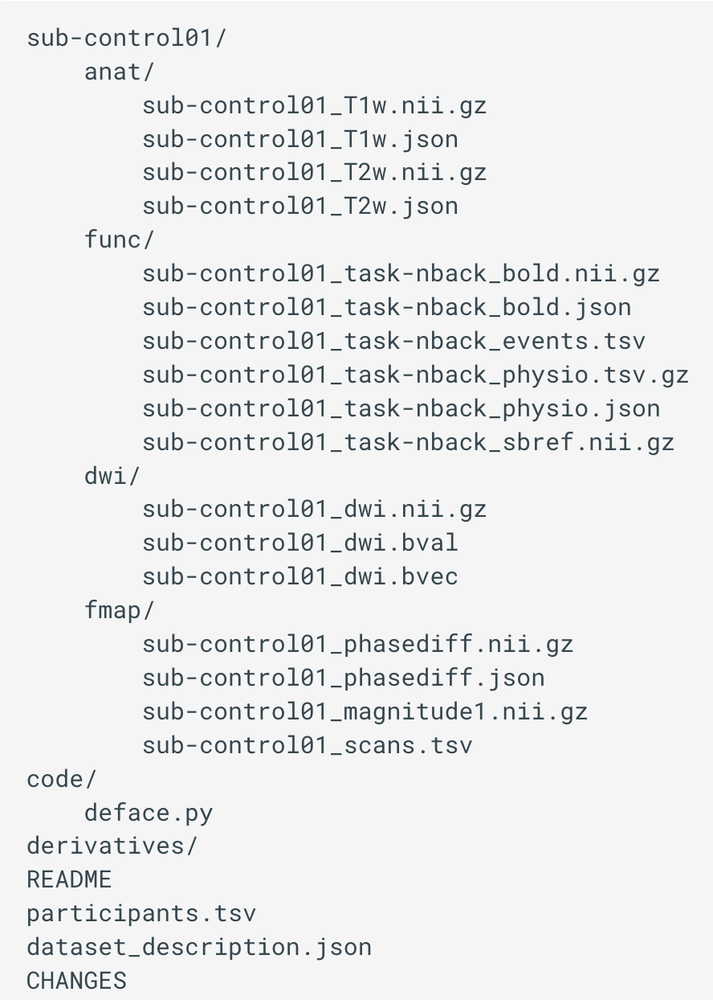 sub-control01/
anat/
sub-control01_T1w.nii.gz
sub-control01_T1w.json
sub-control01_T2w.nii.gz
sub-control01_T2w.json
func/
sub-control01_task-nback_bold.nii.gz
sub-control01_task-nback_bold.json
sub-control01_task-nback_events.tsv
sub-control01_task-nback_physio.tsv.gz
sub-control01_task-nback_physio.json
sub-control01_task-nback_sbref.nii.gz
dwi/
sub-control01_dwi.nii.gz
sub-control01_dwi.bval
sub-control01_dwi.bvec
fmap/
sub-control01_phasediff.nii.gz
sub-control01_phasediff.json
sub-control01_magnitude1.nii.gz
sub-control01_scans.tsv
code/
deface.py
derivatives/
README
participants.tsv
dataset_description.json
CHANGES